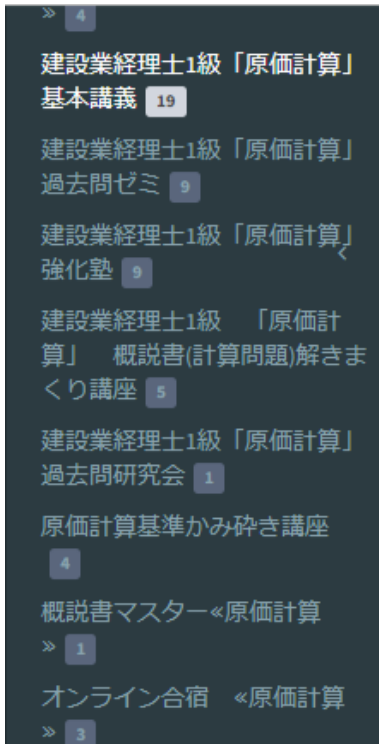 » 4
建設業経理士1級「原価計算」
基本講義 19
建設業経理士1級「原価計算」
過去問ゼミ 9
建設業経理士1級「原価計算」
強化塾 9
建設業経理士1級　「原価計
算」　概説書(計算問題)解きま
くり講座 5
建設業経理士1級「原価計算」
過去問研究会 1
原価計算基準かみ砕き講座
4
概説書マスター«原価計算
» 1
オンライン合宿　«原価計算
» 3